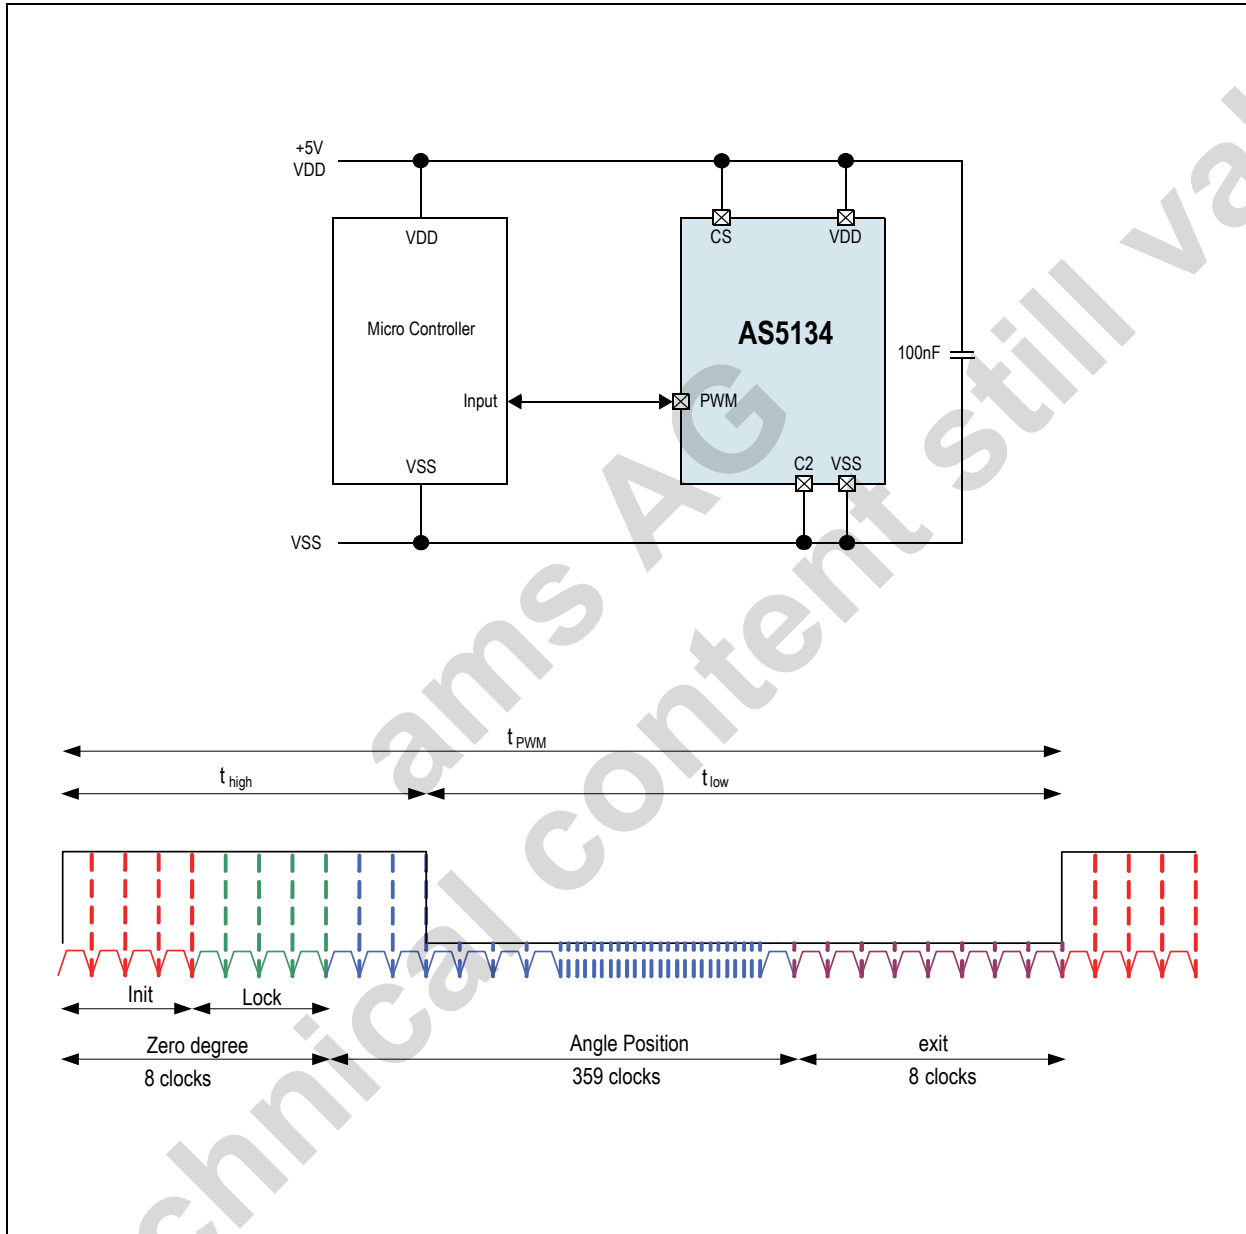 +5V
VDD
VDD
CS
VDD
Micro Controller
AS5134
100nF
Input
PWM
VSS
C2
VSS
VSS
ams AG
chnical content still val
t PWM
t high
t low
Init
Lock
Zero degree
8 clocks
Angle Position
359 clocks
exit
8 clocks